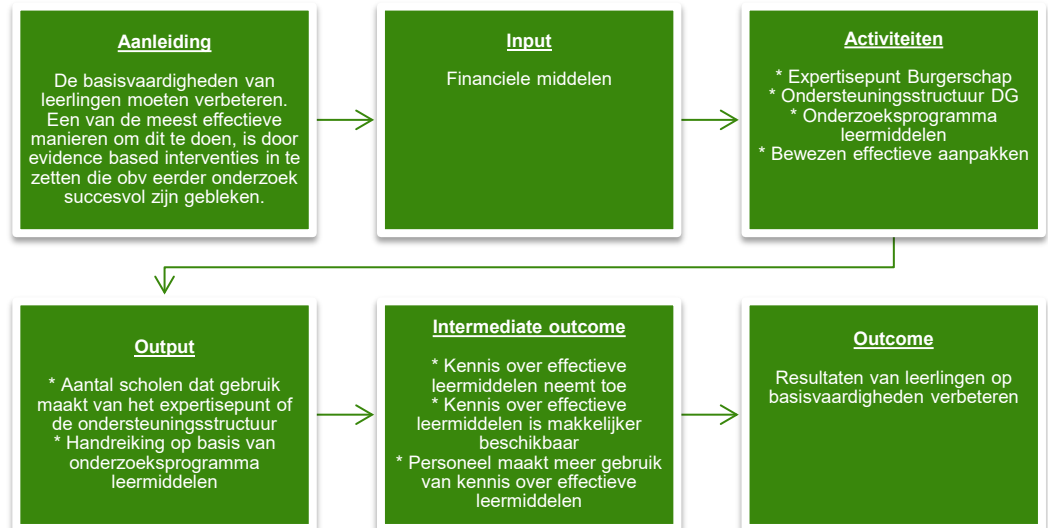 Aanleiding
De basisvaardigheden van
leerlingen moeten verbeteren.
Een van de meest effectieve
manieren om dit te doen, is door
evidence based interventies in te
zetten die obv eerder onderzoek
succesvol zijn gebleken.
Input
Financiele middelen
Activiteiten
* Expertisepunt Burgerschap
* Ondersteuningsstructuur DG
* Onderzoeksprogramma
leermiddelen
* Bewezen effectieve aanpakken
Output
* Aantal scholen dat gebruik
maakt van het expertisepunt of
de ondersteuningsstructuur
* Handreiking op basis van
onderzoeksprogramma
leermiddelen
Intermediate outcome
* Kennis over effectieve
leermiddelen neemt toe
* Kennis over effectieve
leermiddelen is makkelijker
beschikbaar
* Personeel maakt meer gebruik
van kennis over effectieve
leermiddelen
Outcome
Resultaten van leerlingen op
basisvaardigheden verbeteren